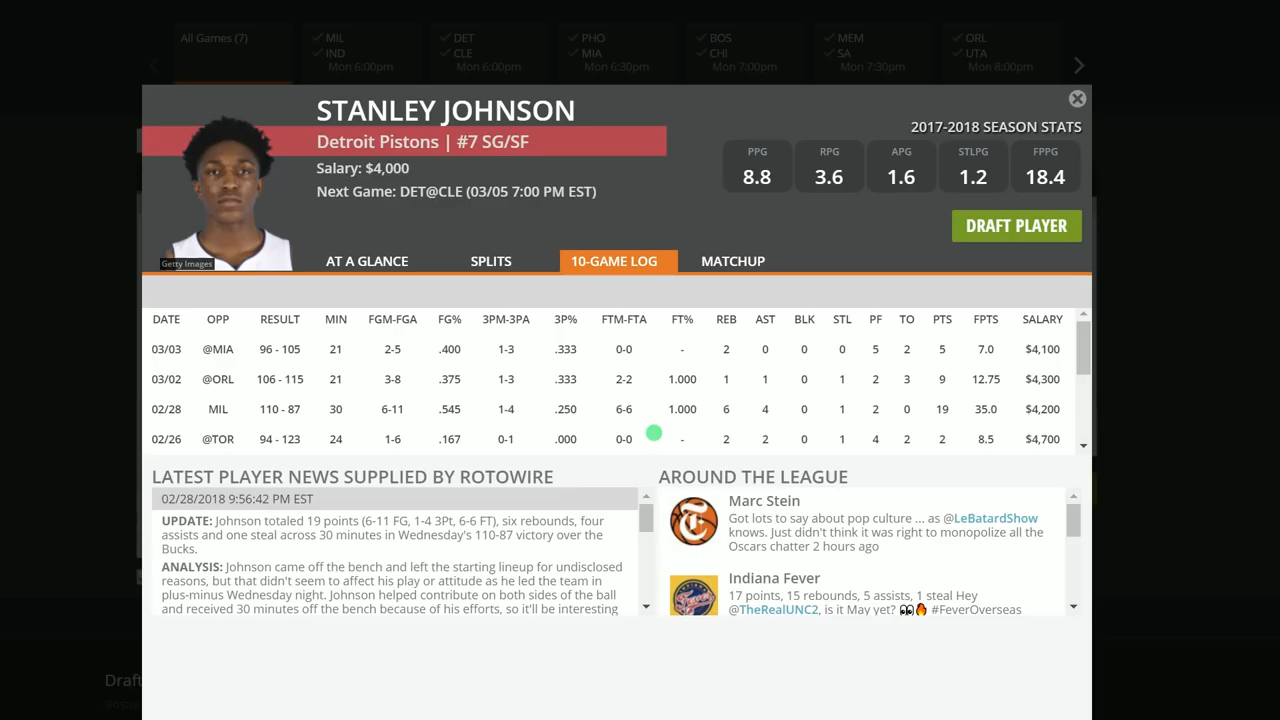 All Games (7)
MIL
IND
Mon 6:00pm
DET
CLE
Mon 6:00pm
PHO
MIA
Mon 6:30pm
BOS
CHI
Mon 7:00pm
MEM
SA
Mon 7:30pm
ORL
UTA
Mon 8:00pm
STANLEY JOHNSON
Detroit Pistons | #7 SG/SF
Salary: $4,000
Next Game: DET@CLE (03/05 7:00 PM EST)
Getty Images
2017-2018 SEASON STATS
PPG RPG APG STLPG FPPG
8.8 3.6 1.6 1.2 18.4
DRAFT PLAYER
AT A GLANCE SPLITS 10-GAME LOG MATCHUP
DATE OPP RESULT MIN FGM-FGA FG% 3PM-3PA 3P% FTM-FTA FT% REB AST BLK STL PF TO PTS FPTS SALARY
03/03 @MIA 96 - 105 21 2-5 .400 1-3 .333 0-0 - 2 0 0 0 5 2 5 7.0 $4,100
03/02 @ORL 106 - 115 21 3-8 .375 1-3 .333 2-2 1.000 1 1 0 1 2 3 9 12.75 $4,300
02/28 MIL 110 - 87 30 6-11 .545 1-4 .250 6-6 1.000 6 4 0 1 2 0 19 35.0 $4,200
02/26 @TOR 94 - 123 24 1-6 .167 0-1 .000 0-0 - 2 2 0 1 4 2 2 8.5 $4,700
LATEST PLAYER NEWS SUPPLIED BY ROTOWIRE
02/28/2018 9:56:42 PM EST
UPDATE: Johnson totaled 19 points (6-11 FG, 1-4 3Pt, 6-6 FT), six rebounds, four
assists and one steal across 30 minutes in Wednesday's 110-87 victory over the
Bucks.
ANALYSIS: Johnson came off the bench and left the starting lineup for undisclosed
reasons, but that didn't seem to affect his play or attitude as he led the team in
plus-minus Wednesday night. Johnson helped contribute on both sides of the ball
and received 30 minutes off the bench because of his efforts, so it'll be interesting
AROUND THE LEAGUE
Marc Stein
Got lots to say about pop culture ... as @LeBatardShow
knows. Just didn't think it was right to monopolize all the
Oscars chatter 2 hours ago
Indiana Fever
17 points, 15 rebounds, 5 assists, 1 steal Hey
@TheRealUNC2, is it May yet? 👀🔥 #FeverOverseas
Draft